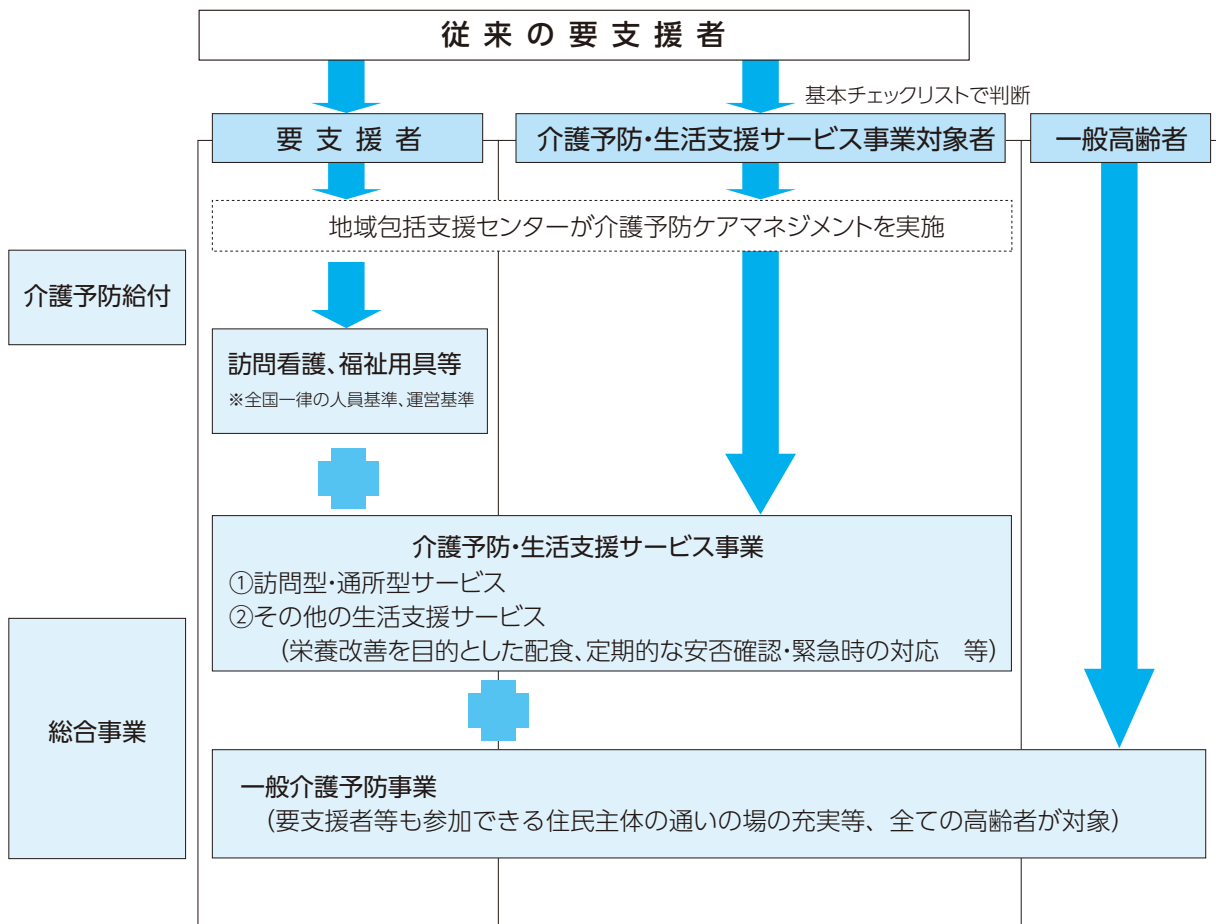 従来の要支援者
基本チェックリストで判断
要支援者
介護予防・生活支援サービス事業対象者
一般高齢者
地域包括支援センターが介護予防ケアマネジメントを実施
介護予防給付
訪問看護、福祉用具等
※全国一律の人員基準、運営基準
介護予防・生活支援サービス事業
①訪問型・通所型サービス
②その他の生活支援サービス
(栄養改善を目的とした配食、定期的な安否確認・緊急時の対応　等)
総合事業
一般介護予防事業
(要支援者等も参加できる住民主体の通いの場の充実等、全ての高齢者が対象)